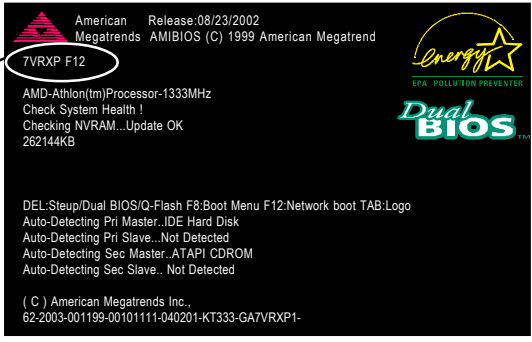 American Release:08/23/2002
Megatrends AMIBIOS (C) 1999 American Megatrend
7VRXP F12
energy
EPA POLLUTION PREVENTER
AMD-Athlon(tm)Processor-1333MHz
Check System Health !
Checking NVRAM...Update OK
262144KB
Dual
BIOS TM
DEL:Steup/Dual BIOS/Q-Flash F8:Boot Menu F12:Network boot TAB:Logo
Auto-Detecting Pri Master..IDE Hard Disk
Auto-Detecting Pri Slave...Not Detected
Auto-Detecting Sec Master..ATAPI CDROM
Auto-Detecting Sec Slave.. Not Detected
( C ) American Megatrends Inc.,
62-2003-001199-00101111-040201-KT333-GA7VRXP1-